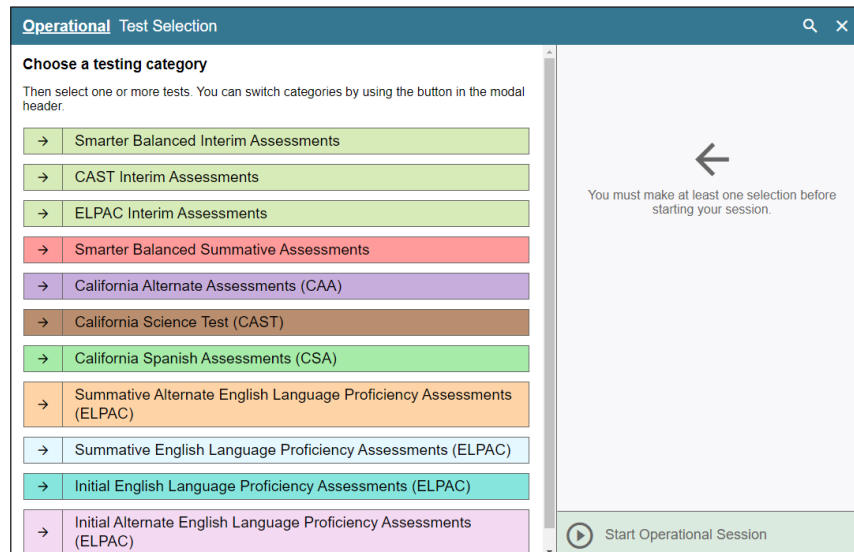 Operational Test Selection
Choose a testing category
Then select one or more tests. You can switch categories by using the button in the modal
header.
Smarter Balanced Interim Assessments
CAST Interim Assessments
ELPAC Interim Assessments
Smarter Balanced Summative Assessments
California Alternate Assessments (CAA)
California Science Test (CAST)
California Spanish Assessments (CSA)
Summative Alternate English Language Proficiency Assessments
(ELPAC)
Summative English Language Proficiency Assessments (ELPAC)
Initial English Language Proficiency Assessments (ELPAC)
Initial Alternate English Language Proficiency Assessments
(ELPAC)
You must make at least one selection before
starting your session.
Start Operational Session